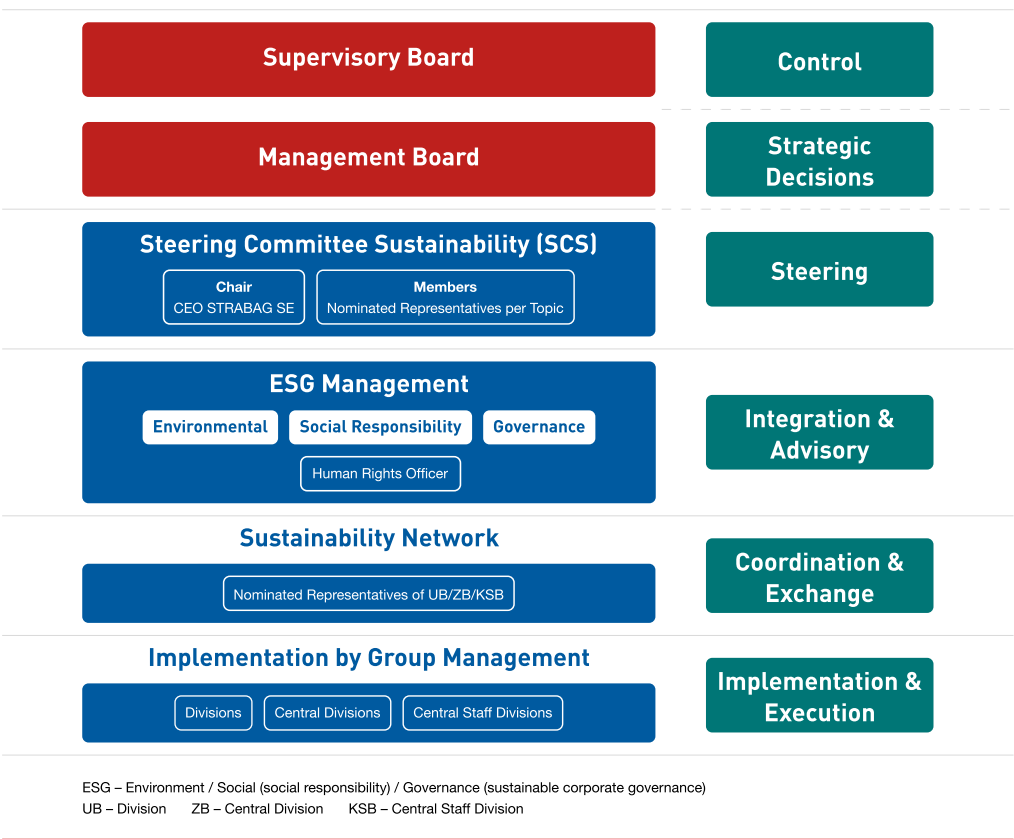 Supervisory Board
Control
Management Board
Strategic
Decisions
Steering Committee Sustainability (SCS)
Chair
CEO STRABAG SE
Members
Nominated Representatives per Topic
Steering
ESG Management
Environmental
Social Responsibility
Governance
Human Rights Officer
Integration &
Advisory
Sustainability Network
Nominated Representatives of UB/ZB/KSB
Coordination &
Exchange
Implementation by Group Management
Divisions
Central Divisions
Central Staff Divisions
Implementation &
Execution
ESG – Environment / Social (social responsibility) / Governance (sustainable corporate governance)
UB – Division ZB – Central Division KSB – Central Staff Division